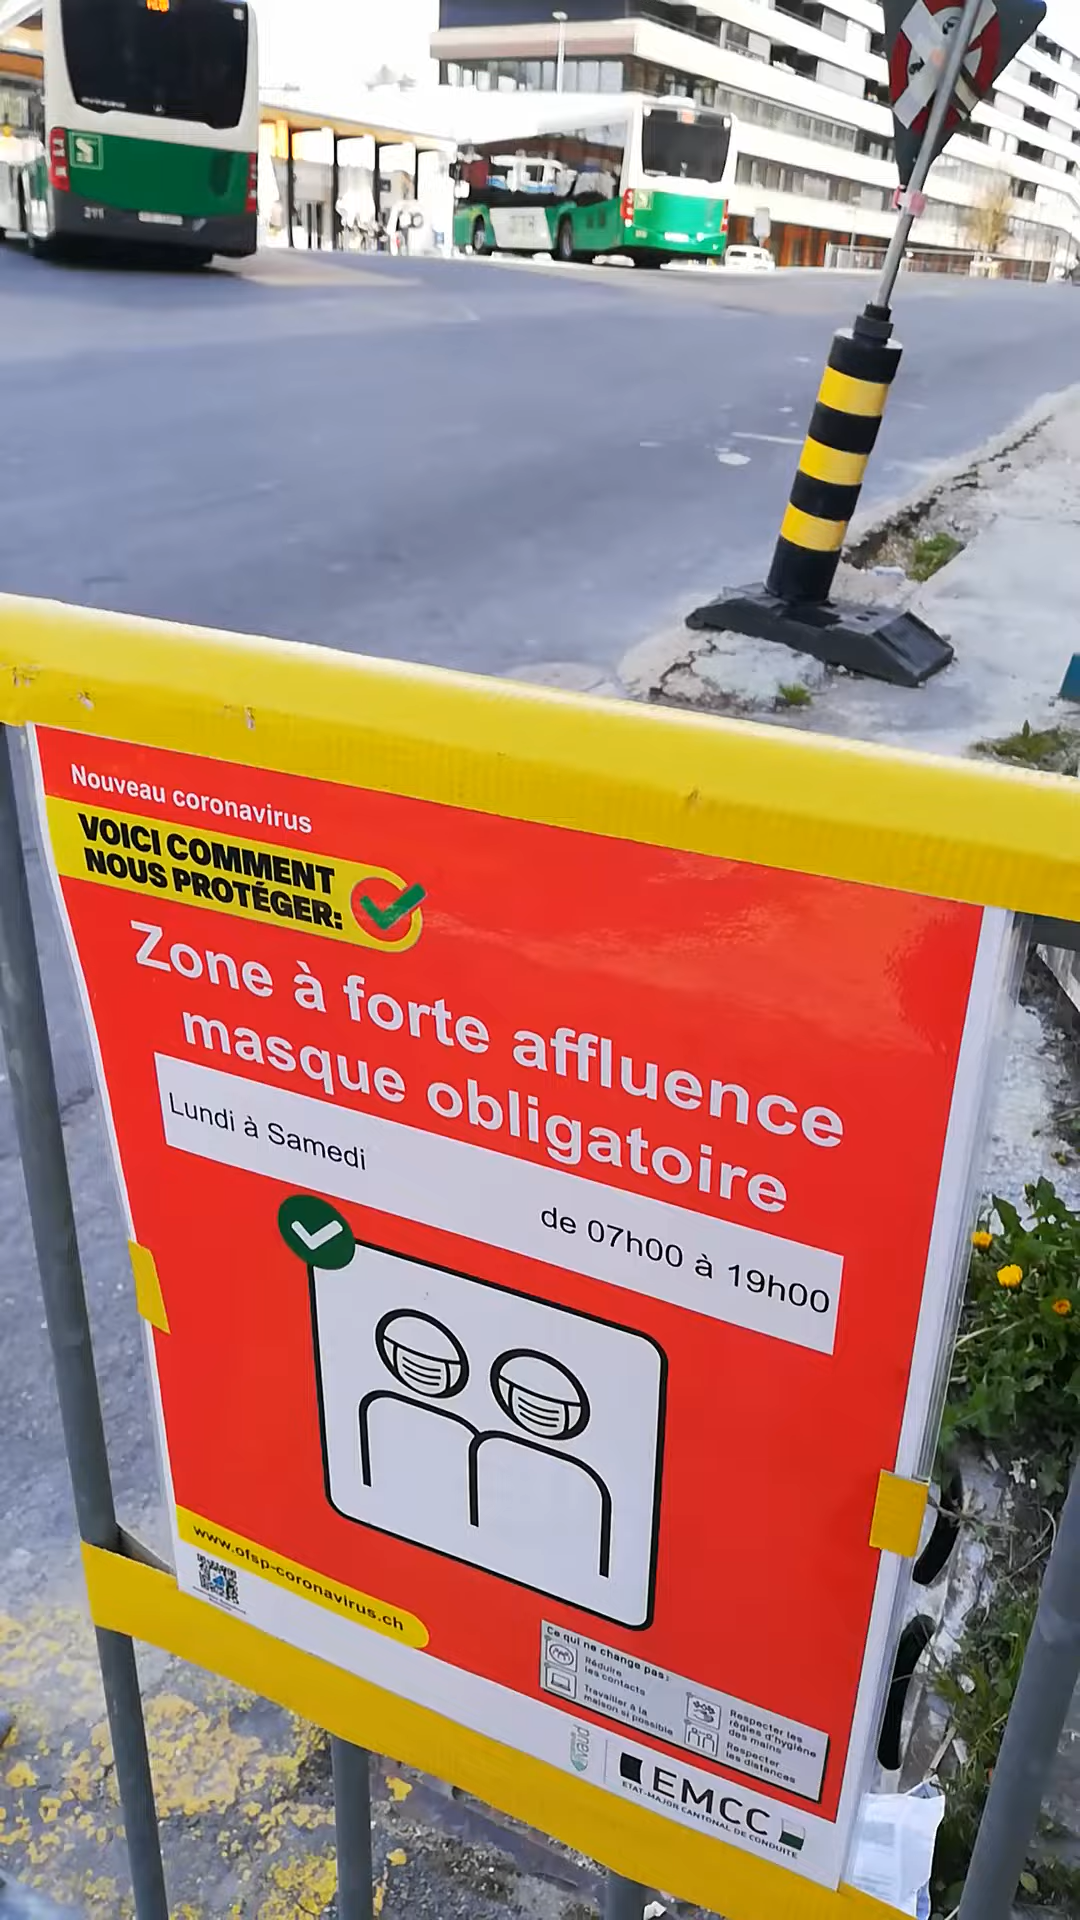 211
Nouveau coronavirus
VOICI COMMENT
NOUS PROTÉGER:
Zone à forte affluence
masque obligatoire
Lundi à Samedi
de 07h00 à 19h00
www.ofsp-coronavirus.ch
Ce qui ne change pas:
Réduire
les contacts
Travailler à la
maison si possible
Respecter les
règles d'hygiène
des mains
Respecter
les distances
vaud
EMCC
ETAT-MAJOR CANTONAL DE CONDUITE